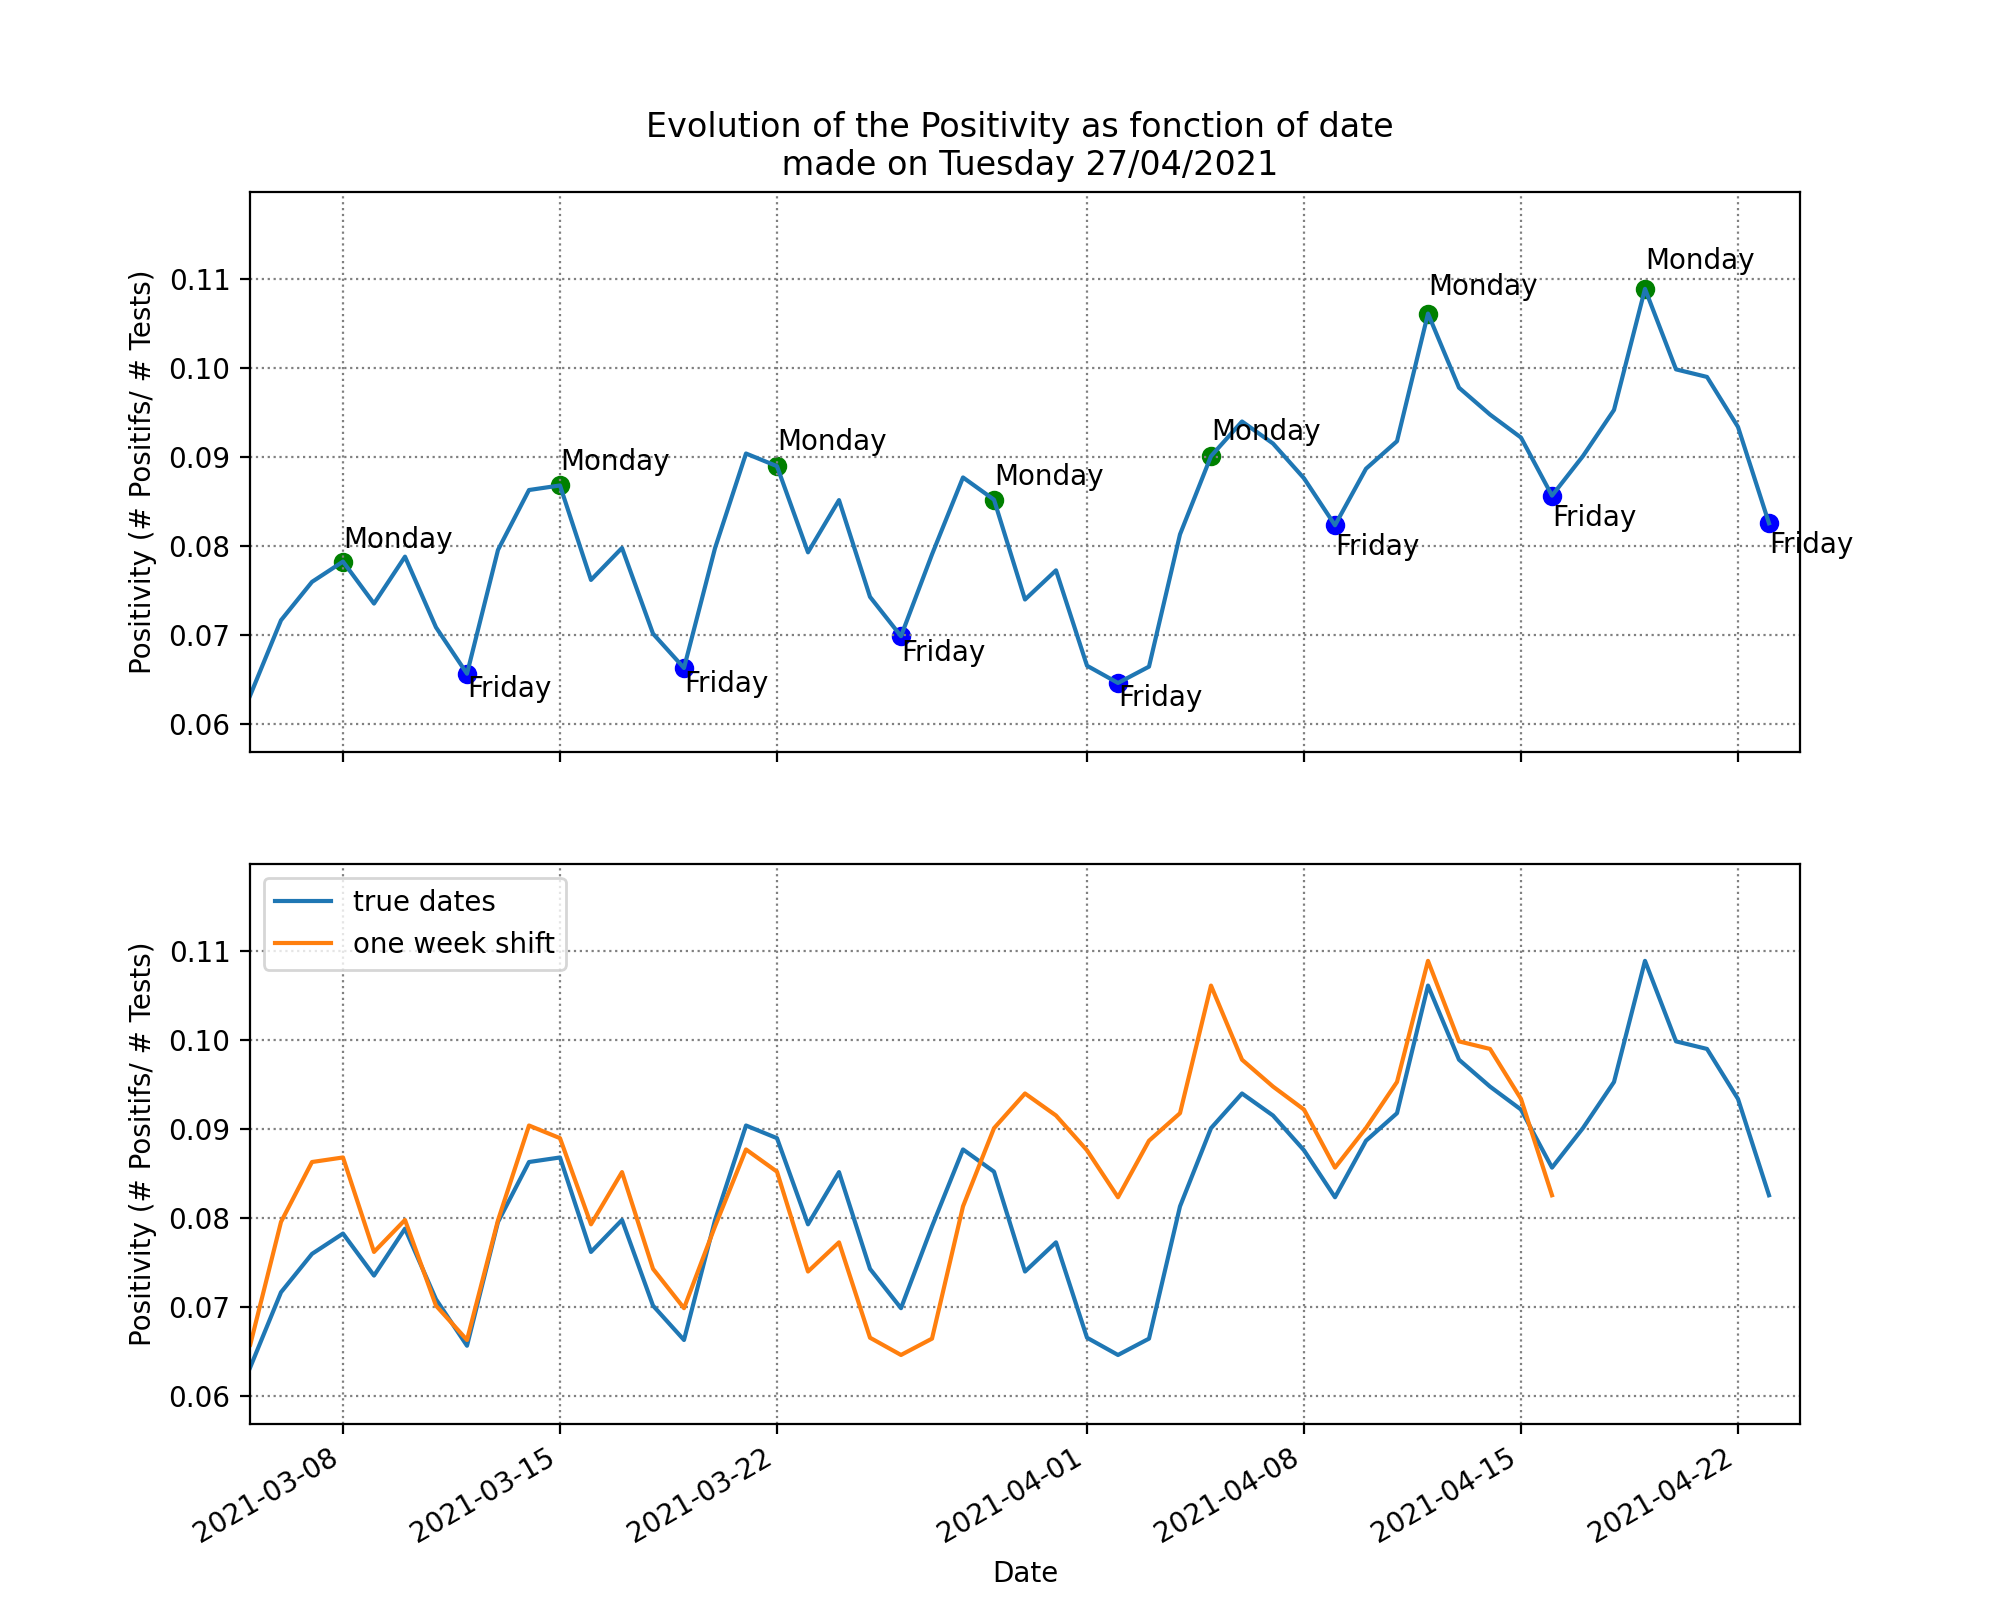 Evolution of the Positivity as fonction of date
made on Tuesday 27/04/2021
Positivity (# Positifs/ # Tests)
0.11
0.10
0.09
0.08
0.07
0.06
Monday
Monday
Monday
Monday
Monday
Monday
Monday
Friday
Friday
Friday
Friday
Friday
Friday
Friday
true dates
one week shift
Positivity (# Positifs/ # Tests)
0.11
0.10
0.09
0.08
0.07
0.06
2021-03-08
2021-03-15
2021-03-22
2021-04-01
2021-04-08
2021-04-15
2021-04-22
Date